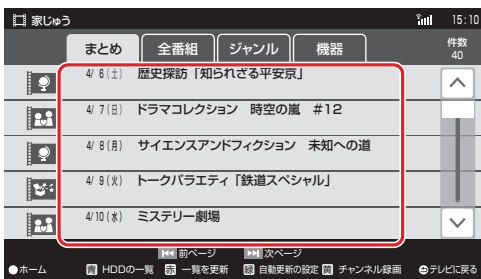 家じゅう 15:10
まとめ 全番組 ジャンル 機器 件数
40
4/ 6(土) 歴史探訪「知られざる平安京」
4/ 7(日) ドラマコレクション 時空の嵐 #12
4/ 8(月) サイエンスアンドフィクション 未知への道
4/ 9(火) トークバラエティ「鉄道スペシャル」
4/10(水) ミステリー劇場
前ページ 次ページ
ホーム 青 HDDの一覧 赤 一覧を更新 緑 自動更新の設定 黄 チャンネル録画 テレビに戻る